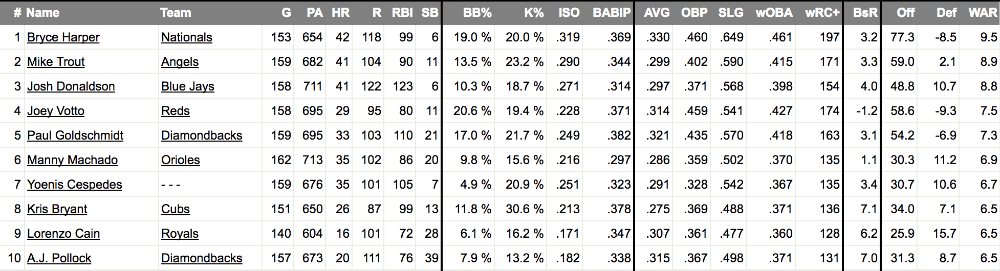 # Name Team G PA HR R RBI SB BB% K% ISO BABIP AVG OBP SLG wOBA wRC+ BsR Off Def WAR
1 Bryce Harper Nationals 153 654 42 118 99 6 19.0 % 20.0 % .319 .369 .330 .460 .649 .461 197 3.2 77.3 -8.5 9.5
2 Mike Trout Angels 159 682 41 104 90 11 13.5 % 23.2 % .290 .344 .299 .402 .590 .415 171 3.3 59.0 2.1 8.9
3 Josh Donaldson Blue Jays 158 711 41 122 123 6 10.3 % 18.7 % .271 .314 .297 .371 .568 .398 154 4.0 48.8 10.7 8.8
4 Joey Votto Reds 158 695 29 95 80 11 20.6 % 19.4 % .228 .371 .314 .459 .541 .427 174 -1.2 58.6 -9.3 7.5
5 Paul Goldschmidt Diamondbacks 159 695 33 103 110 21 17.0 % 21.7 % .249 .382 .321 .435 .570 .418 163 3.1 54.2 -6.9 7.3
6 Manny Machado Orioles 162 713 35 102 86 20 9.8 % 15.6 % .216 .297 .286 .359 .502 .370 135 1.1 30.3 11.2 6.9
7 Yoenis Cespedes - - - 159 676 35 101 105 7 4.9 % 20.9 % .251 .323 .291 .328 .542 .367 135 3.4 30.7 10.6 6.7
8 Kris Bryant Cubs 151 650 26 87 99 13 11.8 % 30.6 % .213 .378 .275 .369 .488 .371 136 7.1 34.0 7.1 6.5
9 Lorenzo Cain Royals 140 604 16 101 72 28 6.1 % 16.2 % .171 .347 .307 .361 .477 .360 128 6.2 25.9 15.7 6.5
10 A.J. Pollock Diamondbacks 157 673 20 111 76 39 7.9 % 13.2 % .182 .338 .315 .367 .498 .371 131 7.0 31.3 8.7 6.5